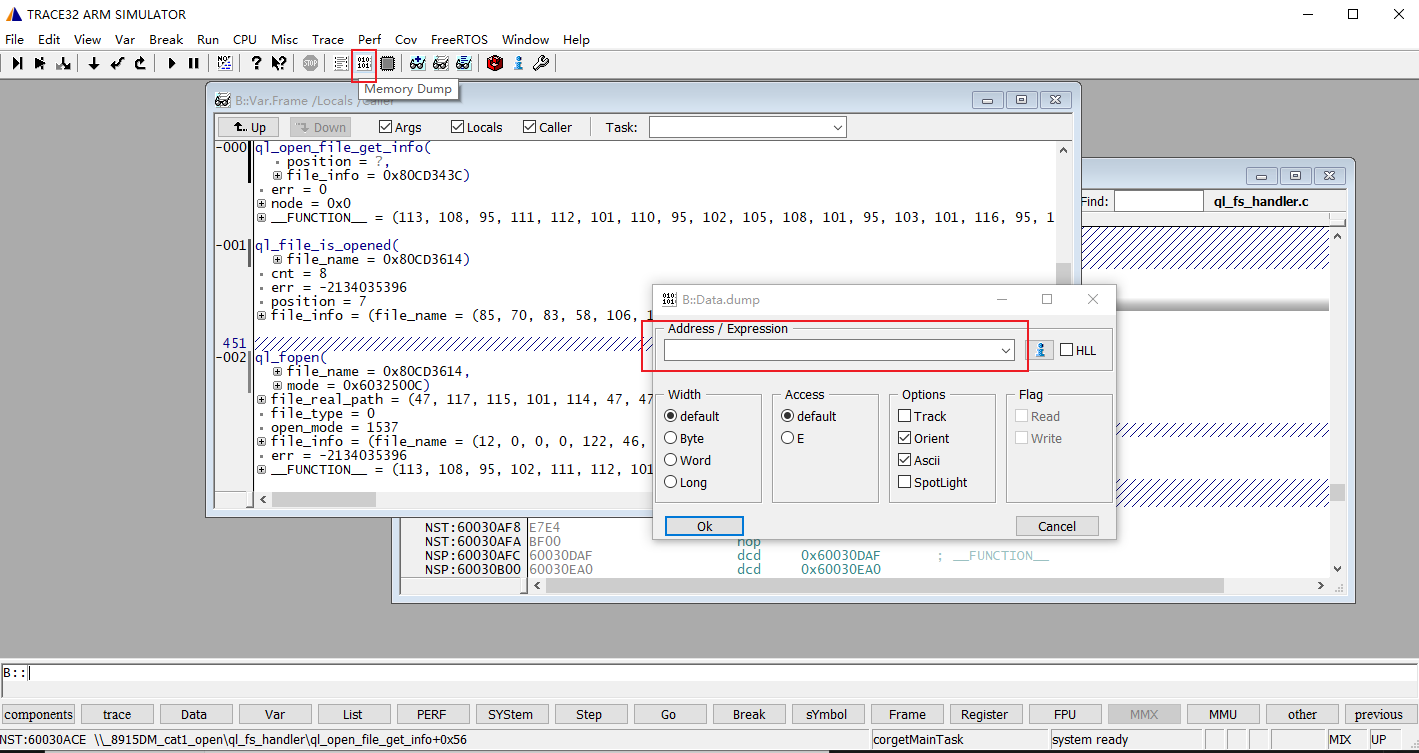 TRACE32 ARM SIMULATOR
File Edit View Var Break Run CPU Misc Trace Perf Cov FreeRTOS Window Help
Memory Dump
B::Var.Frame /Locals /Caller
Up Down Args Locals Caller Task:
-000 ql_open_file_get_info(
position = ?,
file_info = 0x80CD343C)
err = 0
node = 0x0
__FUNCTION__ = (113, 108, 95, 111, 112, 101, 110, 95, 102, 105, 108, 101, 95, 103, 101, 116, 95, 1
-001 ql_file_is_opened(
file_name = 0x80CD3614)
cnt = 8
err = -2134035396
position = 7
file_info = (file_name = (85, 70, 83, 58, 106, 1
451
-002 ql_fopen(
file_name = 0x80CD3614,
mode = 0x6032500C)
file_real_path = (47, 117, 115, 101, 114, 47, 47
file_type = 0
open_mode = 1537
file_info = (file_name = (12, 0, 0, 0, 122, 46,
err = -2134035396
__FUNCTION__ = (113, 108, 95, 102, 111, 112, 101
Find: ql_fs_handler.c
B::Data.dump
Address / Expression
HLL
Width Access Options Flag
default default Track Read
Byte E Orient Write
Word Ascii
Long SpotLight
Ok Cancel
NST:60030AF8 E7E4
NST:60030AFA BF00 nop
NSP:60030AFC 60030DAF dcd 0x60030DAF ; __FUNCTION__
NSP:60030B00 60030EA0 dcd 0x60030EA0
B::
components trace Data Var List PERF SYStem Step Go Break sYmbol Frame Register FPU MMX MMU other previous
NST:60030ACE \\_8915DM_cat1_open\ql_fs_handler\ql_open_file_get_info+0x56 corgetMainTask system ready MIX UP